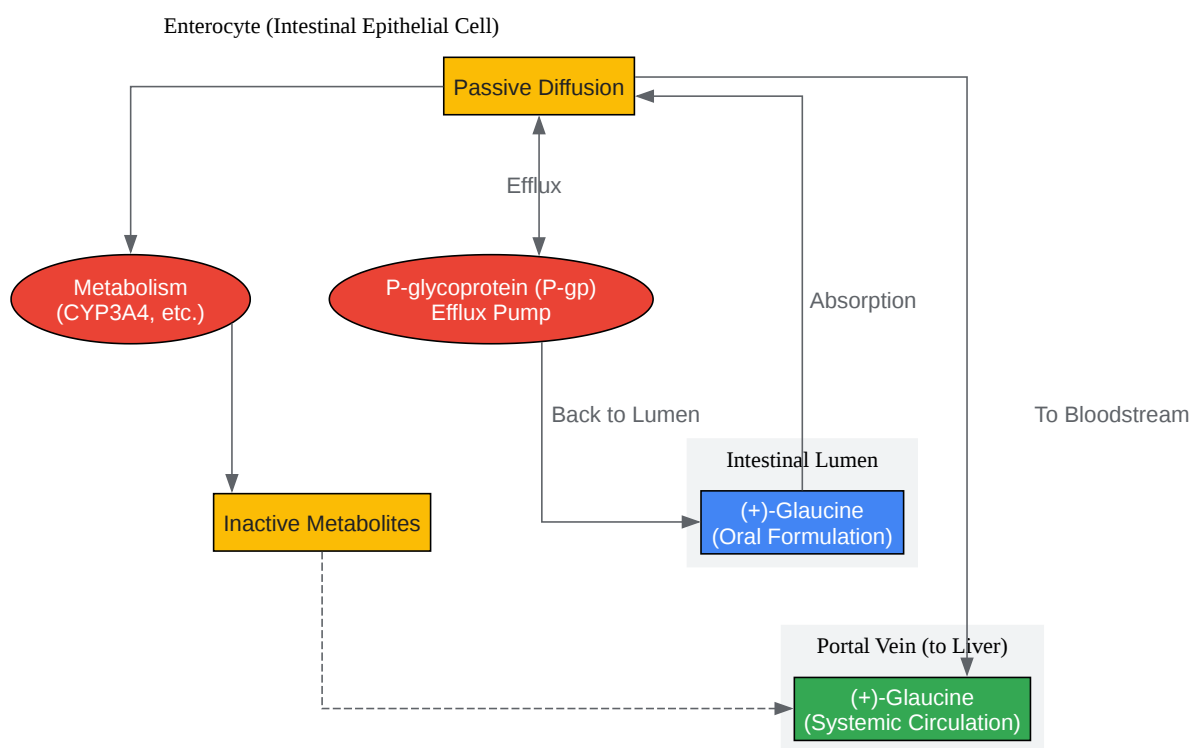 Enterocyte (Intestinal Epithelial Cell)
Passive Diffusion
Efflux
Metabolism
(CYP3A4, etc.)
P-glycoprotein (P-gp)
Efflux Pump
Absorption
Back to Lumen
To Bloodstream
Intestinal Lumen
(+)-Glaucine
(Oral Formulation)
Inactive Metabolites
Portal Vein (to Liver)
(+)-Glaucine
(Systemic Circulation)